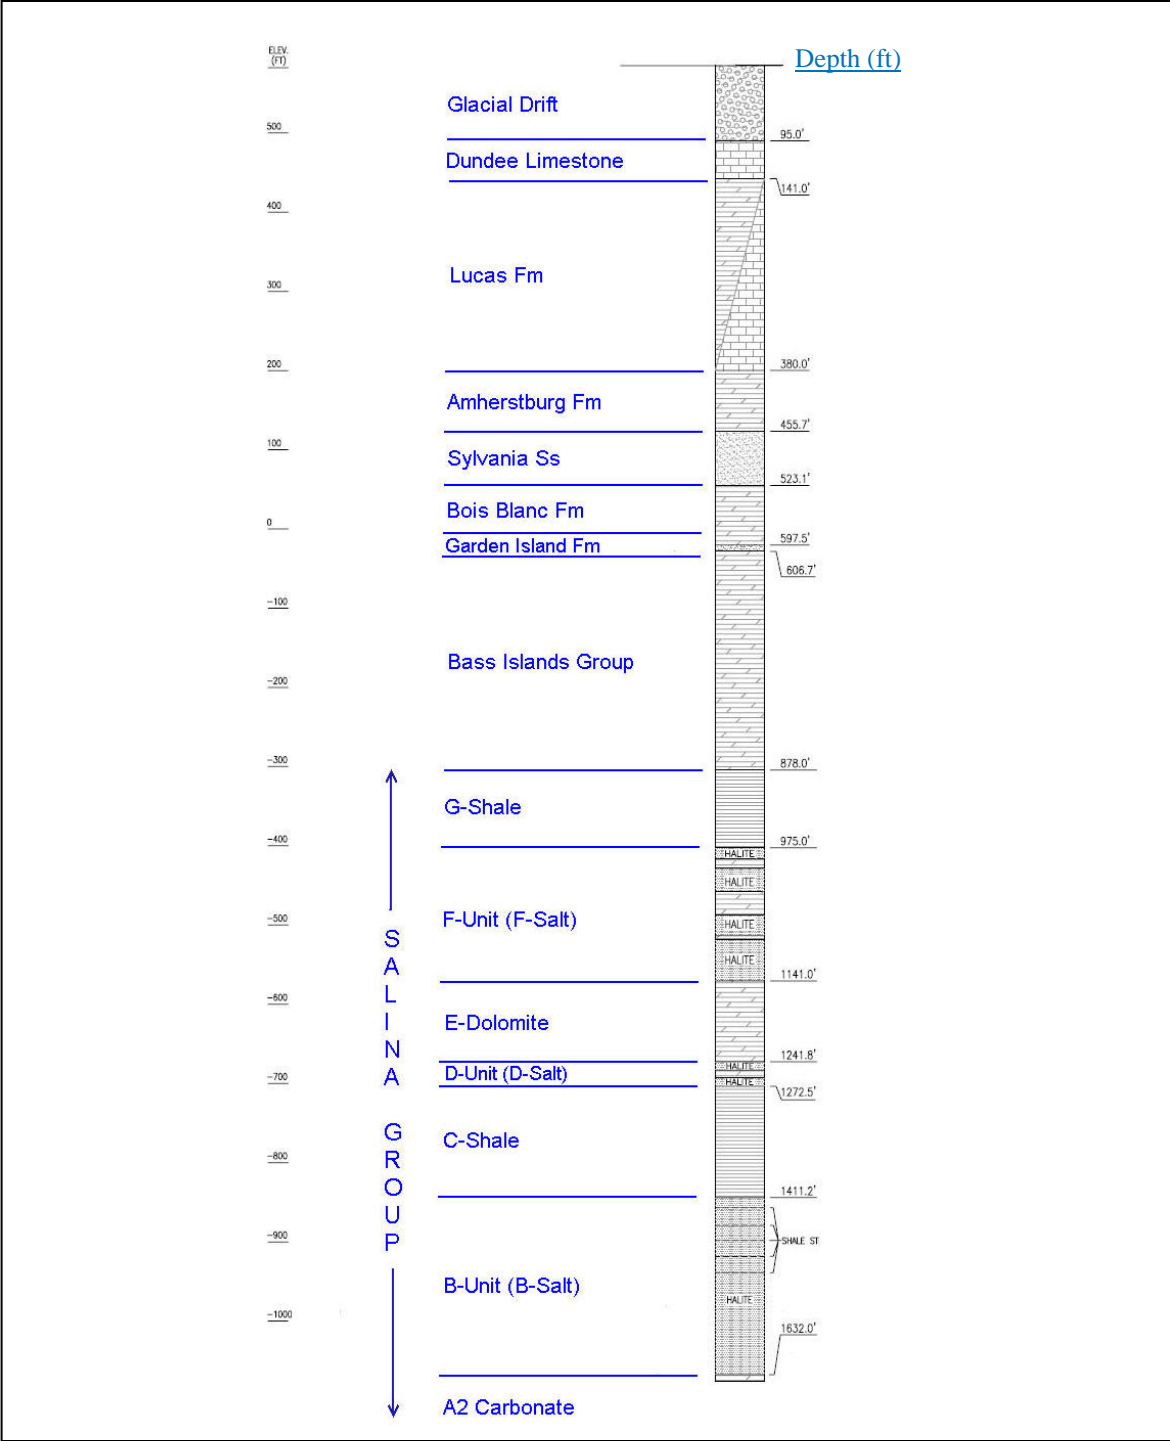 ELEV.
(FT)
Depth (ft)
Glacial Drift
500
95.0'
Dundee Limestone
141.0'
400
Lucas Fm
300
200
380.0'
Amherstburg Fm
455.7'
100
Sylvania Ss
523.1'
Bois Blanc Fm
0
597.5'
Garden Island Fm
606.7'
-100
Bass Islands Group
-200
-300
878.0'
G-Shale
-400
975.0'
HALITE
HALITE
F-Unit (F-Salt)
-500
HALITE
HALITE
1141.0'
-600
E-Dolomite
1241.8'
HALITE
D-Unit (D-Salt)
-700
HALITE
1272.5'
C-Shale
-800
1411.2'
-900
SHALE ST
B-Unit (B-Salt)
HALITE
-1000
1632.0'
A2 Carbonate
SALINA GROUP